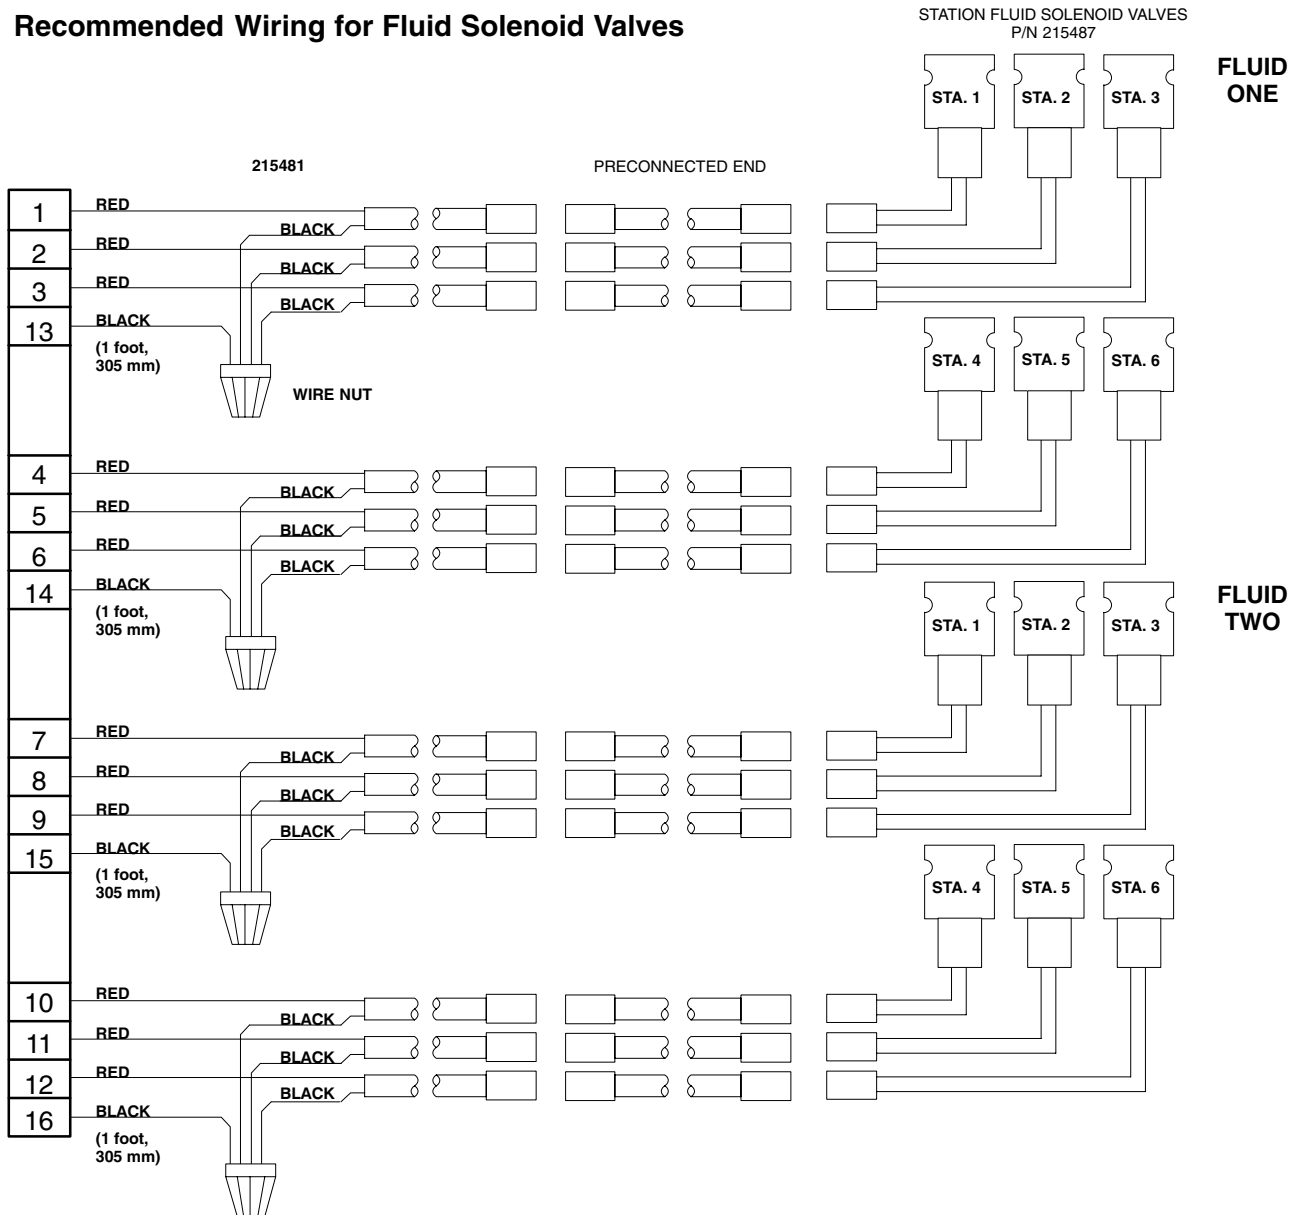 Recommended Wiring for Fluid Solenoid Valves
STATION FLUID SOLENOID VALVES
P/N 215487
FLUID
ONE
STA. 1
STA. 2
STA. 3
215481
PRECONNECTED END
1
RED
BLACK
2
RED
BLACK
3
RED
BLACK
13
BLACK
(1 foot,
305 mm)
WIRE NUT
STA. 4
STA. 5
STA. 6
4
RED
BLACK
5
RED
BLACK
6
RED
BLACK
14
BLACK
(1 foot,
305 mm)
FLUID
TWO
STA. 1
STA. 2
STA. 3
7
RED
BLACK
8
RED
BLACK
9
RED
BLACK
15
BLACK
(1 foot,
305 mm)
STA. 4
STA. 5
STA. 6
10
RED
BLACK
11
RED
BLACK
12
RED
BLACK
16
BLACK
(1 foot,
305 mm)